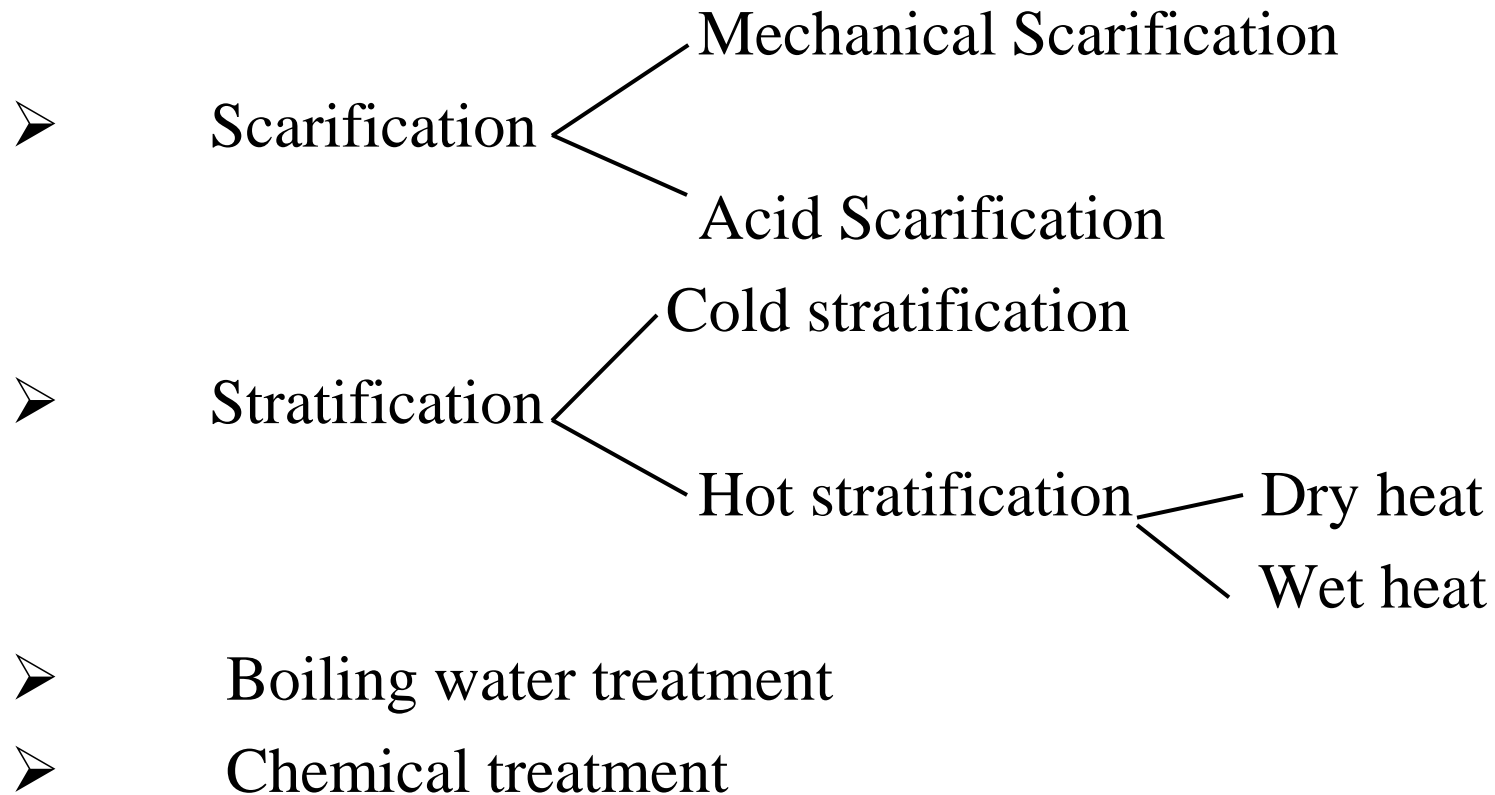 Mechanical Scarification
➢ Scarification
Acid Scarification
Cold stratification
➢ Stratification
Hot stratification Dry heat
Wet heat
➢ Boiling water treatment
➢ Chemical treatment